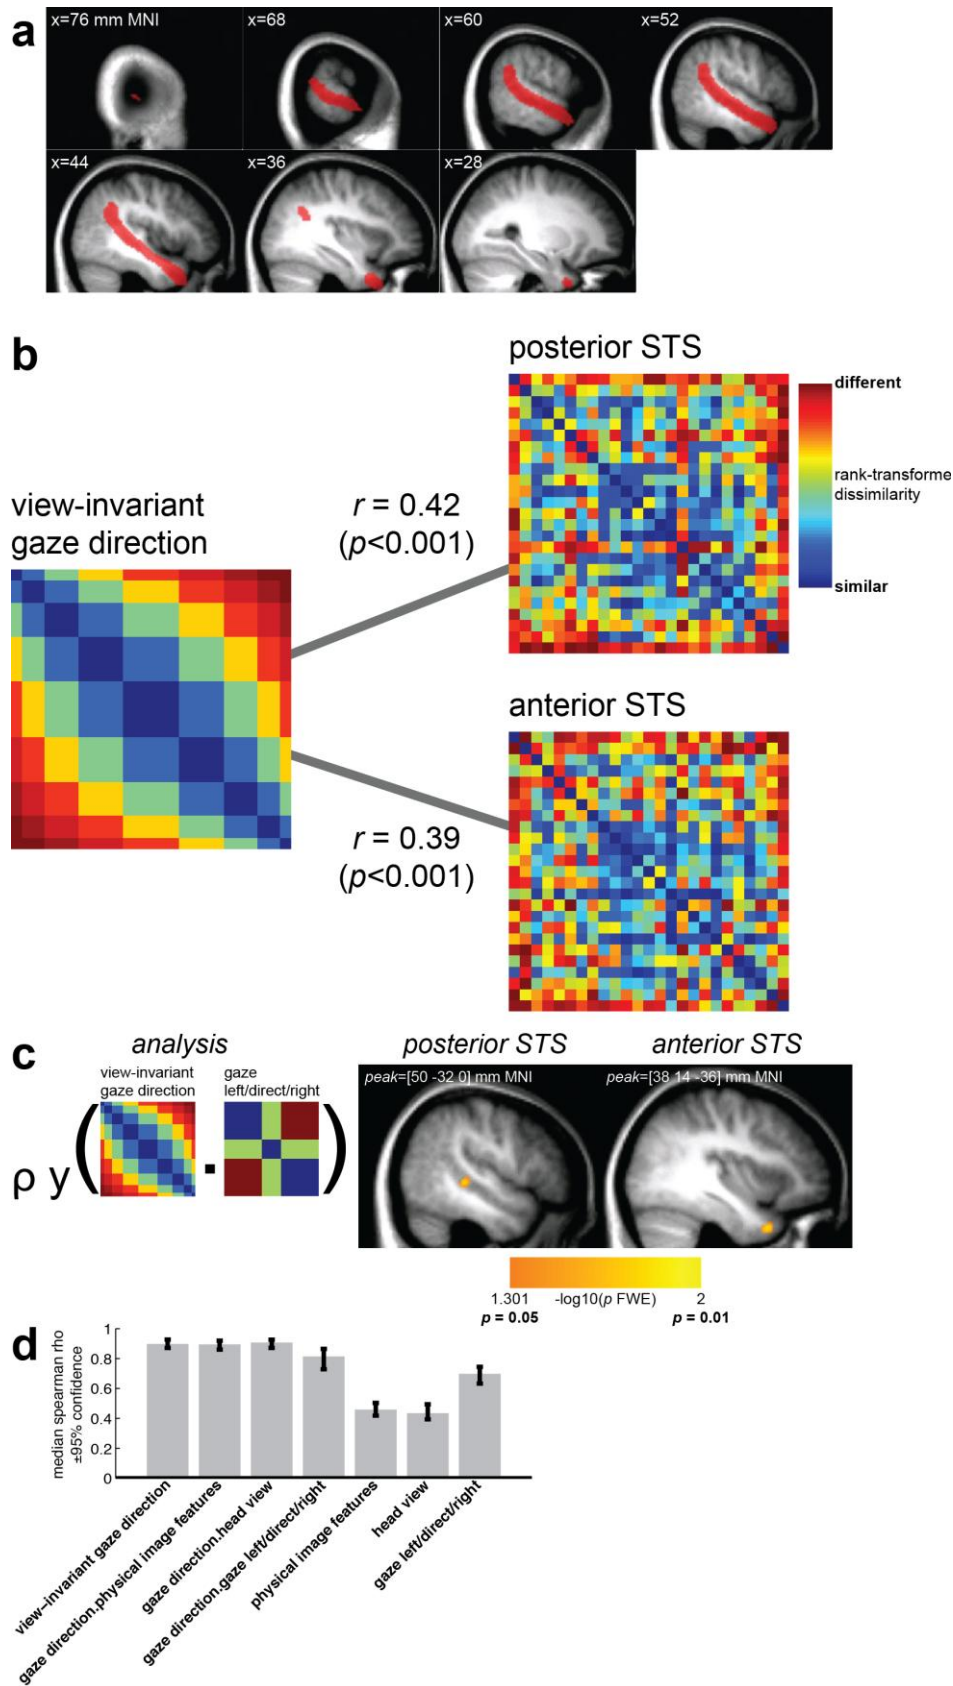 a
x=76 mm MNI
x=68
x=60
x=52
x=44
x=36
x=28
b
posterior STS
different
rank-transforme
dissimilarity
similar
view-invariant
gaze direction
r = 0.42
(p<0.001)
anterior STS
r = 0.39
(p<0.001)
c
analysis
view-invariant
gaze direction
gaze
left/direct/right
ρ y( . )
posterior STS
anterior STS
peak=[50 -32 0] mm MNI
peak=[38 14 -36] mm MNI
1.301 -log10(p FWE) 2
p = 0.05 p = 0.01
d
median spearman rho
±95% confidence
1
0.8
0.6
0.4
0.2
0
view-invariant gaze direction
gaze direction.physical image features
gaze direction.head view
gaze direction.gaze left/direct/right
physical image features
head view
gaze left/direct/right